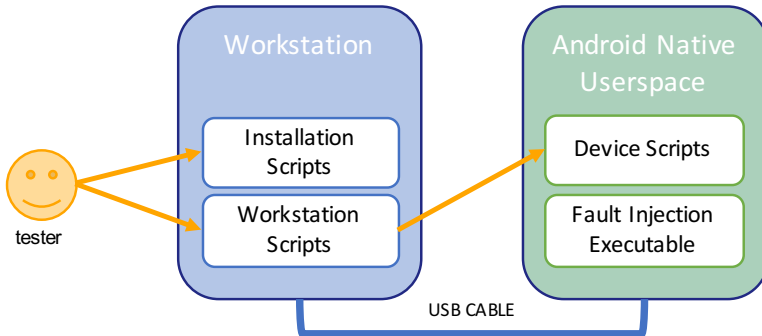 Workstation
Installation
Scripts
Workstation
Scripts
tester
Android Native
Userspace
Device Scripts
Fault Injection
Executable
USB CABLE